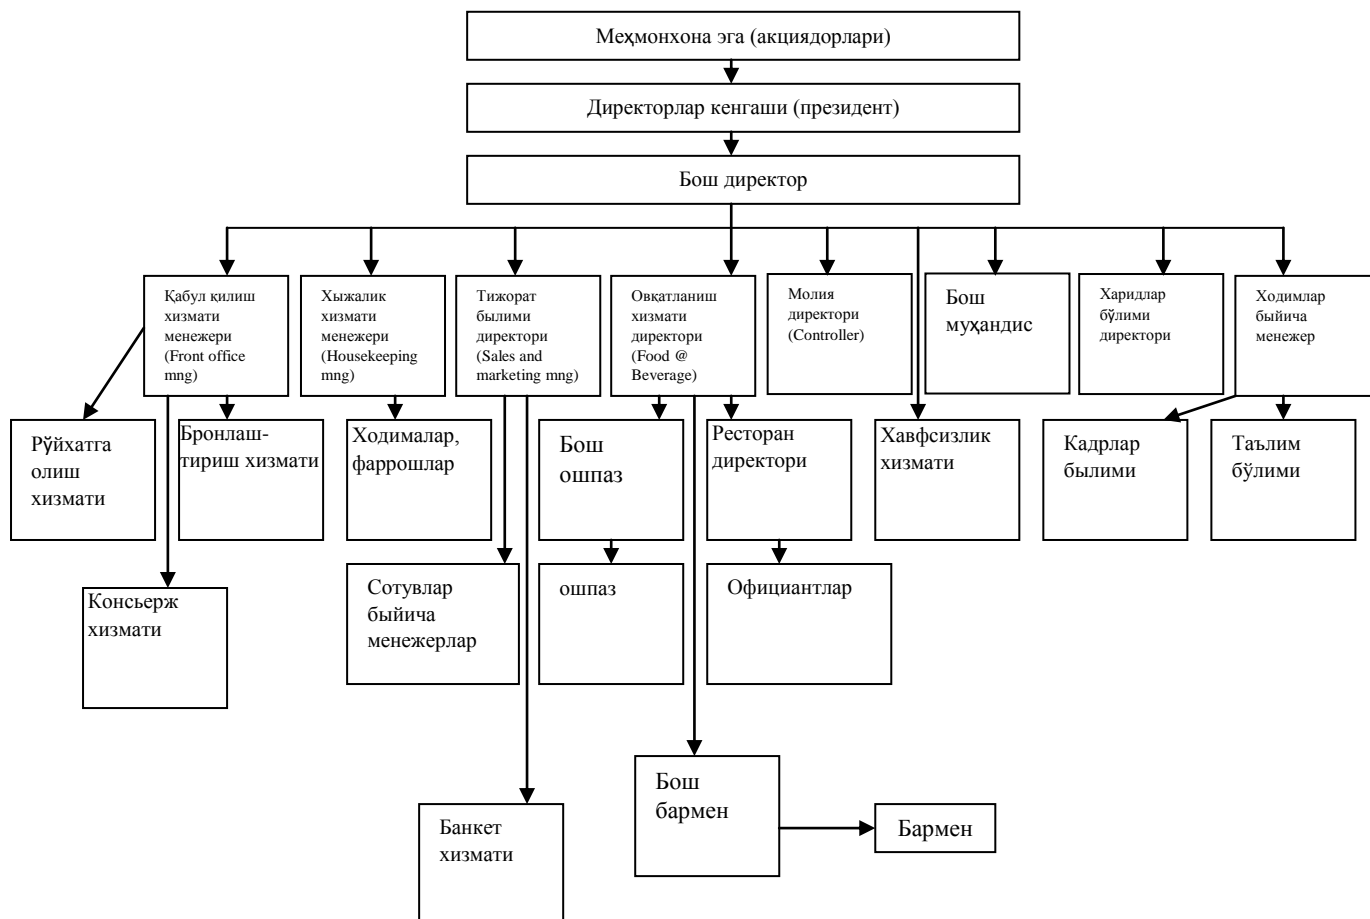 Меҳмонхона эга (акциядорлари)
Директорлар кенгаши (президент)
Бош директор
Қабул қилиш
хизмати
менежери
(Front office
mng)
Хыжалик
хизмати
менежери
(Housekeeping
mng)
Тижорат
былими
директори
(Sales and
marketing mng)
Овқатланиш
хизмати
директори
(Food @
Beverage)
Молия
директори
(Controller)
Бош
муҳандис
Харидлар
бўлими
директори
Ходимлар
быйича
менежер
Рўйхатга
олиш
хизмати
Бронлаш-
тириш хизмати
Ходималар,
фаррошлар
Бош
ошпаз
Ресторан
директори
Хавфсизлик
хизмати
Кадрлар
былими
Таълим
бўлими
Консьерж
хизмати
Сотувлар
быйича
менежерлар
ошпаз
Официантлар
Банкет
хизмати
Бош
бармен
Бармен